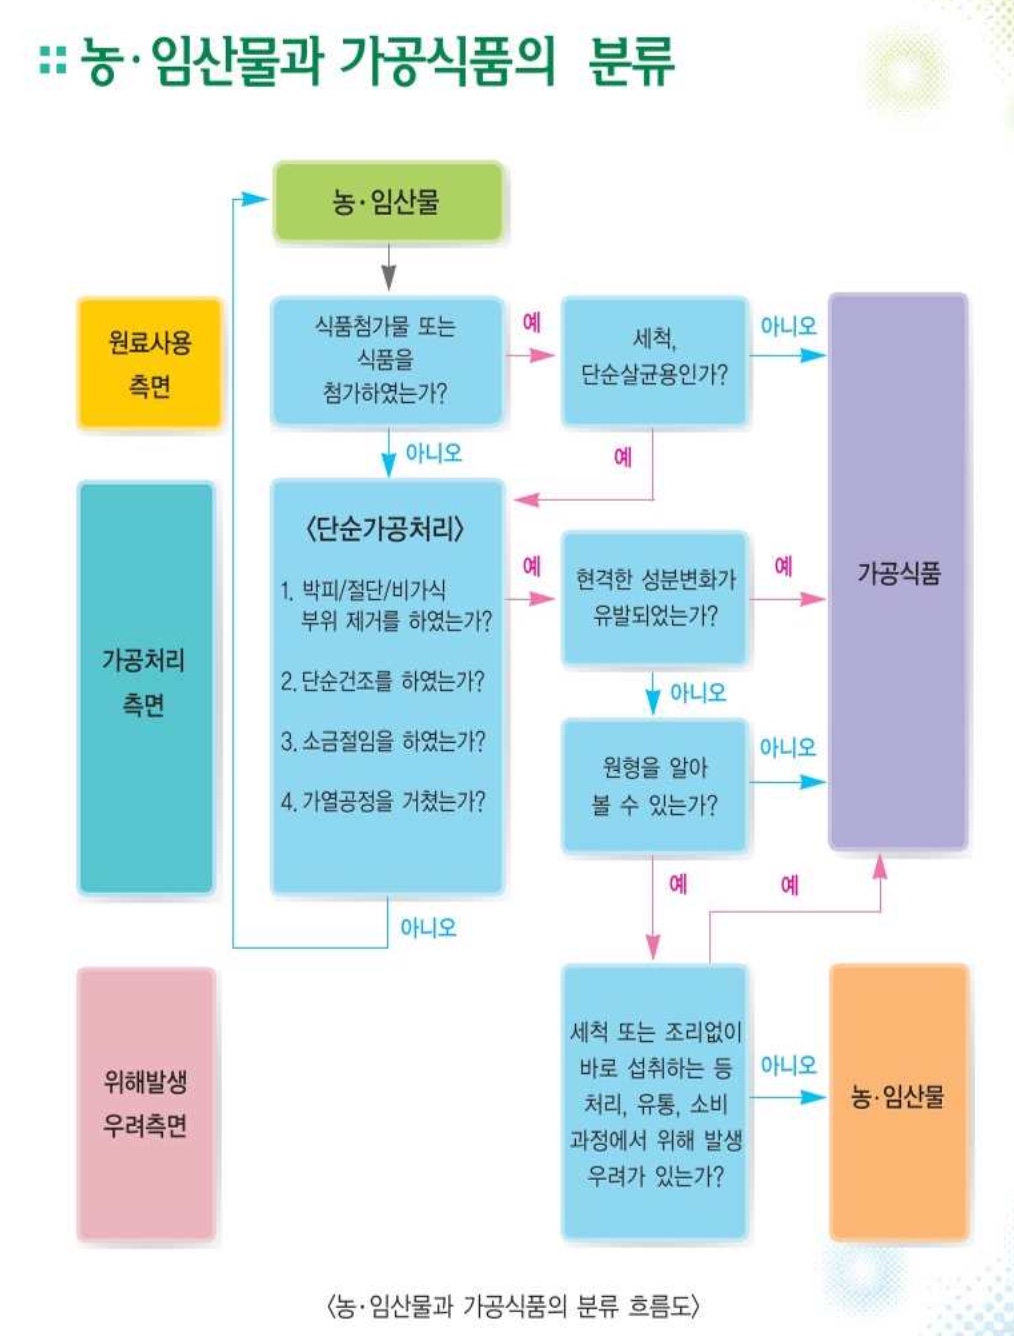 농·임산물과 가공식품의 분류
농·임산물
원료사용
측면
식품첨가물 또는
식품을
첨가하였는가?
예
세척,
단순살균용인가?
아니오
아니오
예
가공처리
측면
〈단순가공처리〉
1. 박피/절단/비가식
부위 제거를 하였는가?
2. 단순건조를 하였는가?
3. 소금절임을 하였는가?
4. 가열공정을 거쳤는가?
예
현격한 성분변화가
유발되었는가?
예
가공식품
아니오
원형을 알아
볼 수 있는가?
아니오
예
예
아니오
위해발생
우려측면
세척 또는 조리없이
바로 섭취하는 등
처리, 유통, 소비
과정에서 위해 발생
우려가 있는가?
아니오
농·임산물
〈농·임산물과 가공식품의 분류 흐름도〉